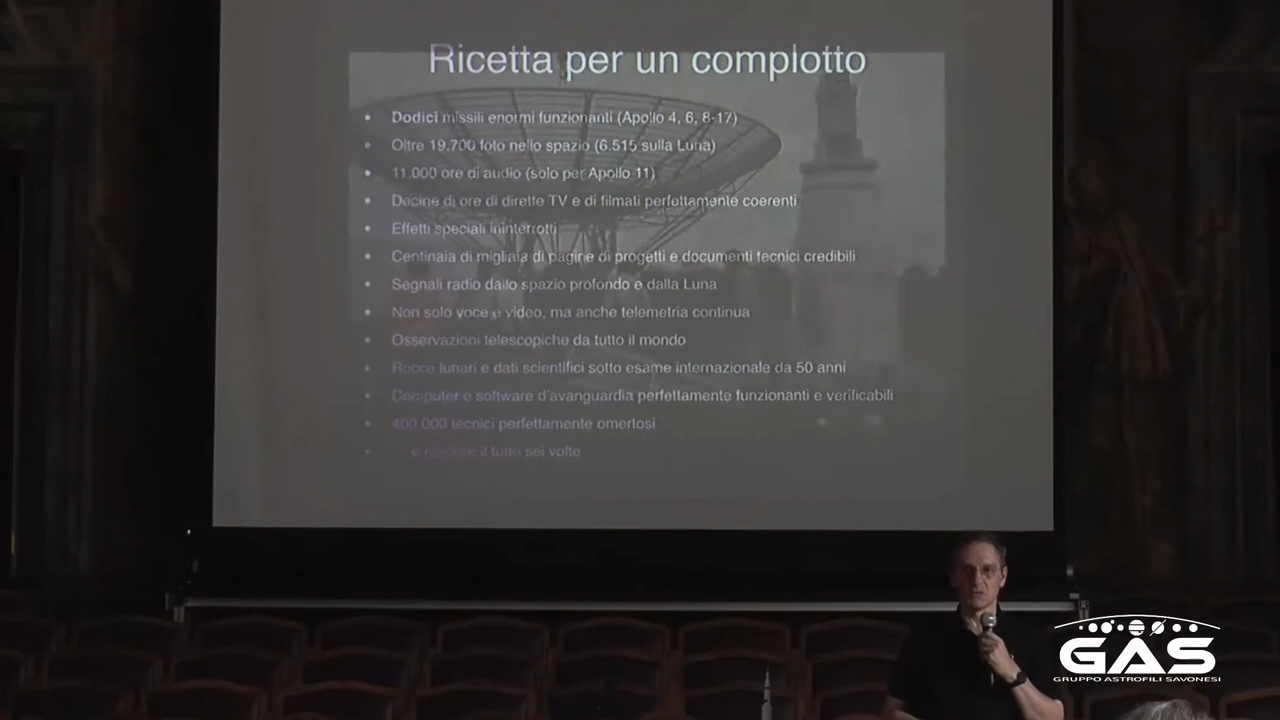 Ricetta per un complotto
• Dodici missili enormi funzionanti (Apollo 4, 6, 8-17)
• Oltre 19.700 foto nello spazio (6.515 sulla Luna)
• 11.000 ore di audio (solo per Apollo 11)
• Decine di ore di dirette TV e di filmati perfettamente coerenti
• Effetti speciali ininterrotti
• Centinaia di migliaia di pagine di progetti e documenti tecnici credibili
• Segnali radio dallo spazio profondo e dalla Luna
• Non solo voce e video, ma anche telemetria continua
• Osservazioni telescopiche da tutto il mondo
• Rocce lunari e dati scientifici sotto esame internazionale da 50 anni
• Computer e software d'avanguardia perfettamente funzionanti e verificabili
• 400.000 tecnici perfettamente omertosi
• e ripetere il tutto sei volte
GAS
GRUPPO ASTROFILI SAVONESI